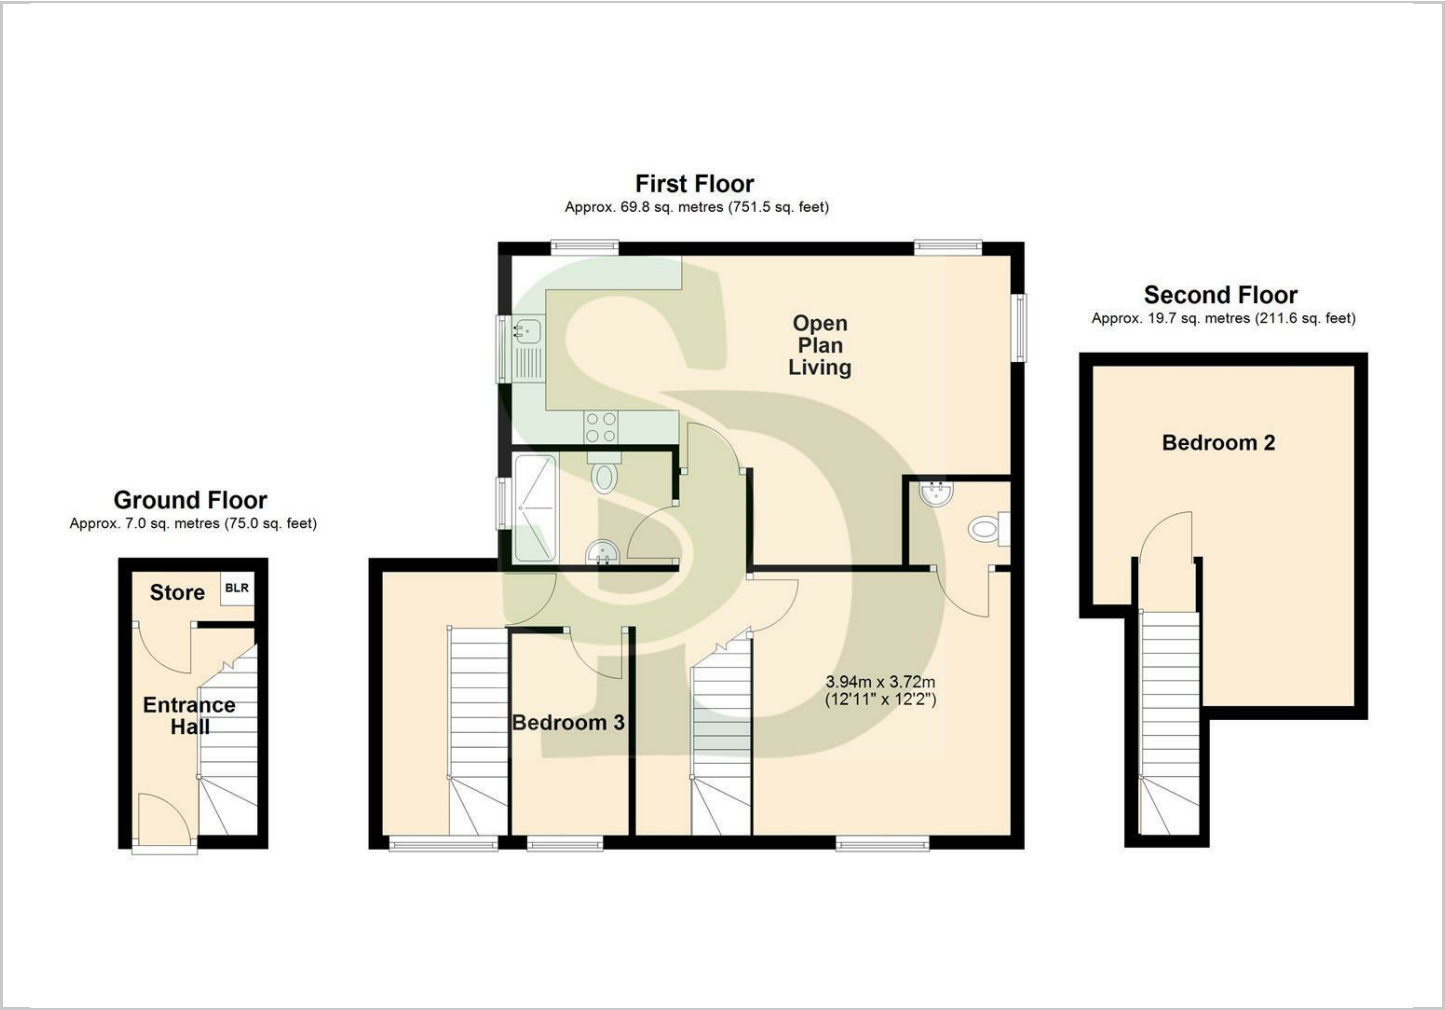 First Floor
Approx. 69.8 sq. metres (751.5 sq. feet)
Open
Plan
Living
Bedroom 3
3.94m x 3.72m
(12'11" x 12'2")
Second Floor
Approx. 19.7 sq. metres (211.6 sq. feet)
Bedroom 2
Ground Floor
Approx. 7.0 sq. metres (75.0 sq. feet)
Store
BLR
Entrance
Hall
SD